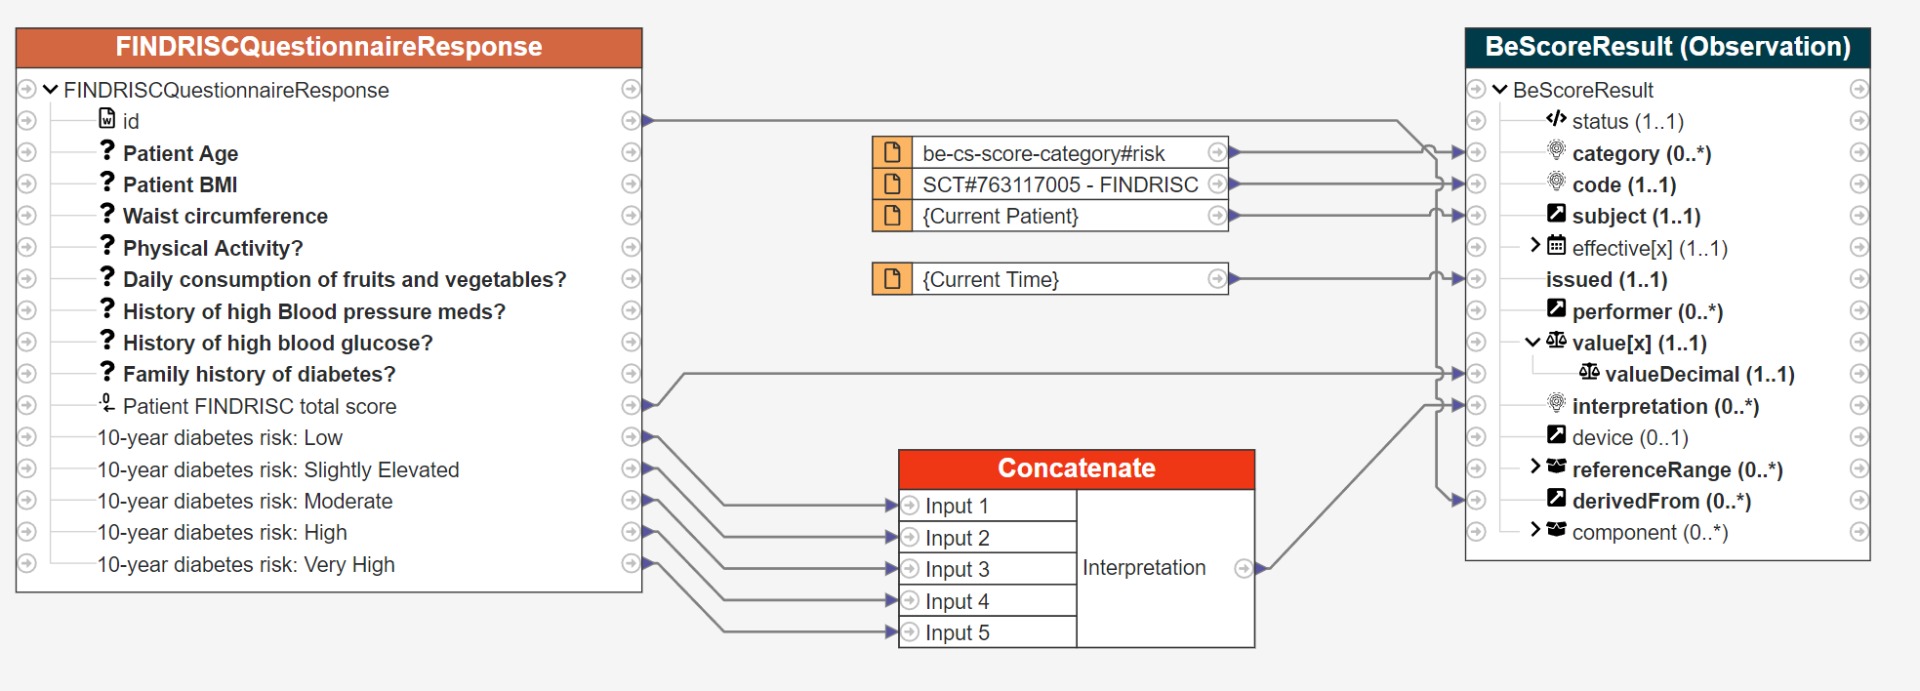 FINDRISCQuestionnaireResponse
FINDRISCQuestionnaireResponse
id
Patient Age
Patient BMI
Waist circumference
Physical Activity?
Daily consumption of fruits and vegetables?
History of high Blood pressure meds?
History of high blood glucose?
Family history of diabetes?
Patient FINDRISC total score
10-year diabetes risk: Low
10-year diabetes risk: Slightly Elevated
10-year diabetes risk: Moderate
10-year diabetes risk: High
10-year diabetes risk: Very High
be-cs-score-category#risk
SCT#763117005 - FINDRISC
{Current Patient}
{Current Time}
Concatenate
Input 1
Input 2
Input 3
Input 4
Input 5
Interpretation
BeScoreResult (Observation)
BeScoreResult
status (1..1)
category (0..*)
code (1..1)
subject (1..1)
effective[x] (1..1)
issued (1..1)
performer (0..*)
value[x] (1..1)
valueDecimal (1..1)
interpretation (0..*)
device (0..1)
referenceRange (0..*)
derivedFrom (0..*)
component (0..*)